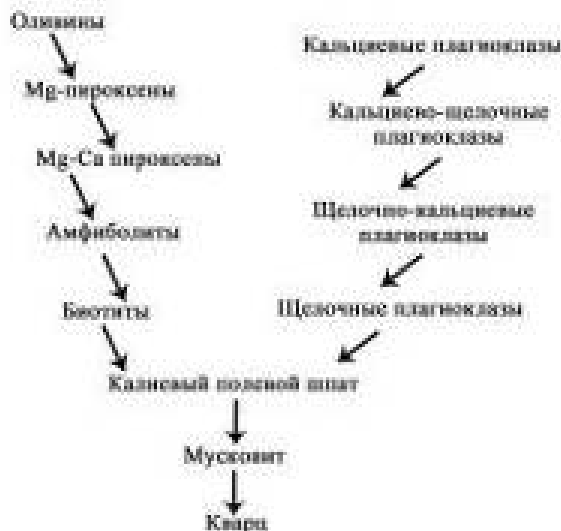 Оливины
Mg-пироксены
Mg-Ca пироксены
Амфиболиты
Биотиты
Кальциевые плагиоклазы
Кальциево-щелочные
плагиоклазы
Щелочно-кальциевые
плагиоклазы
Щелочные плагиоклазы
Калиевый полевой шпат
Мусковит
Кварц